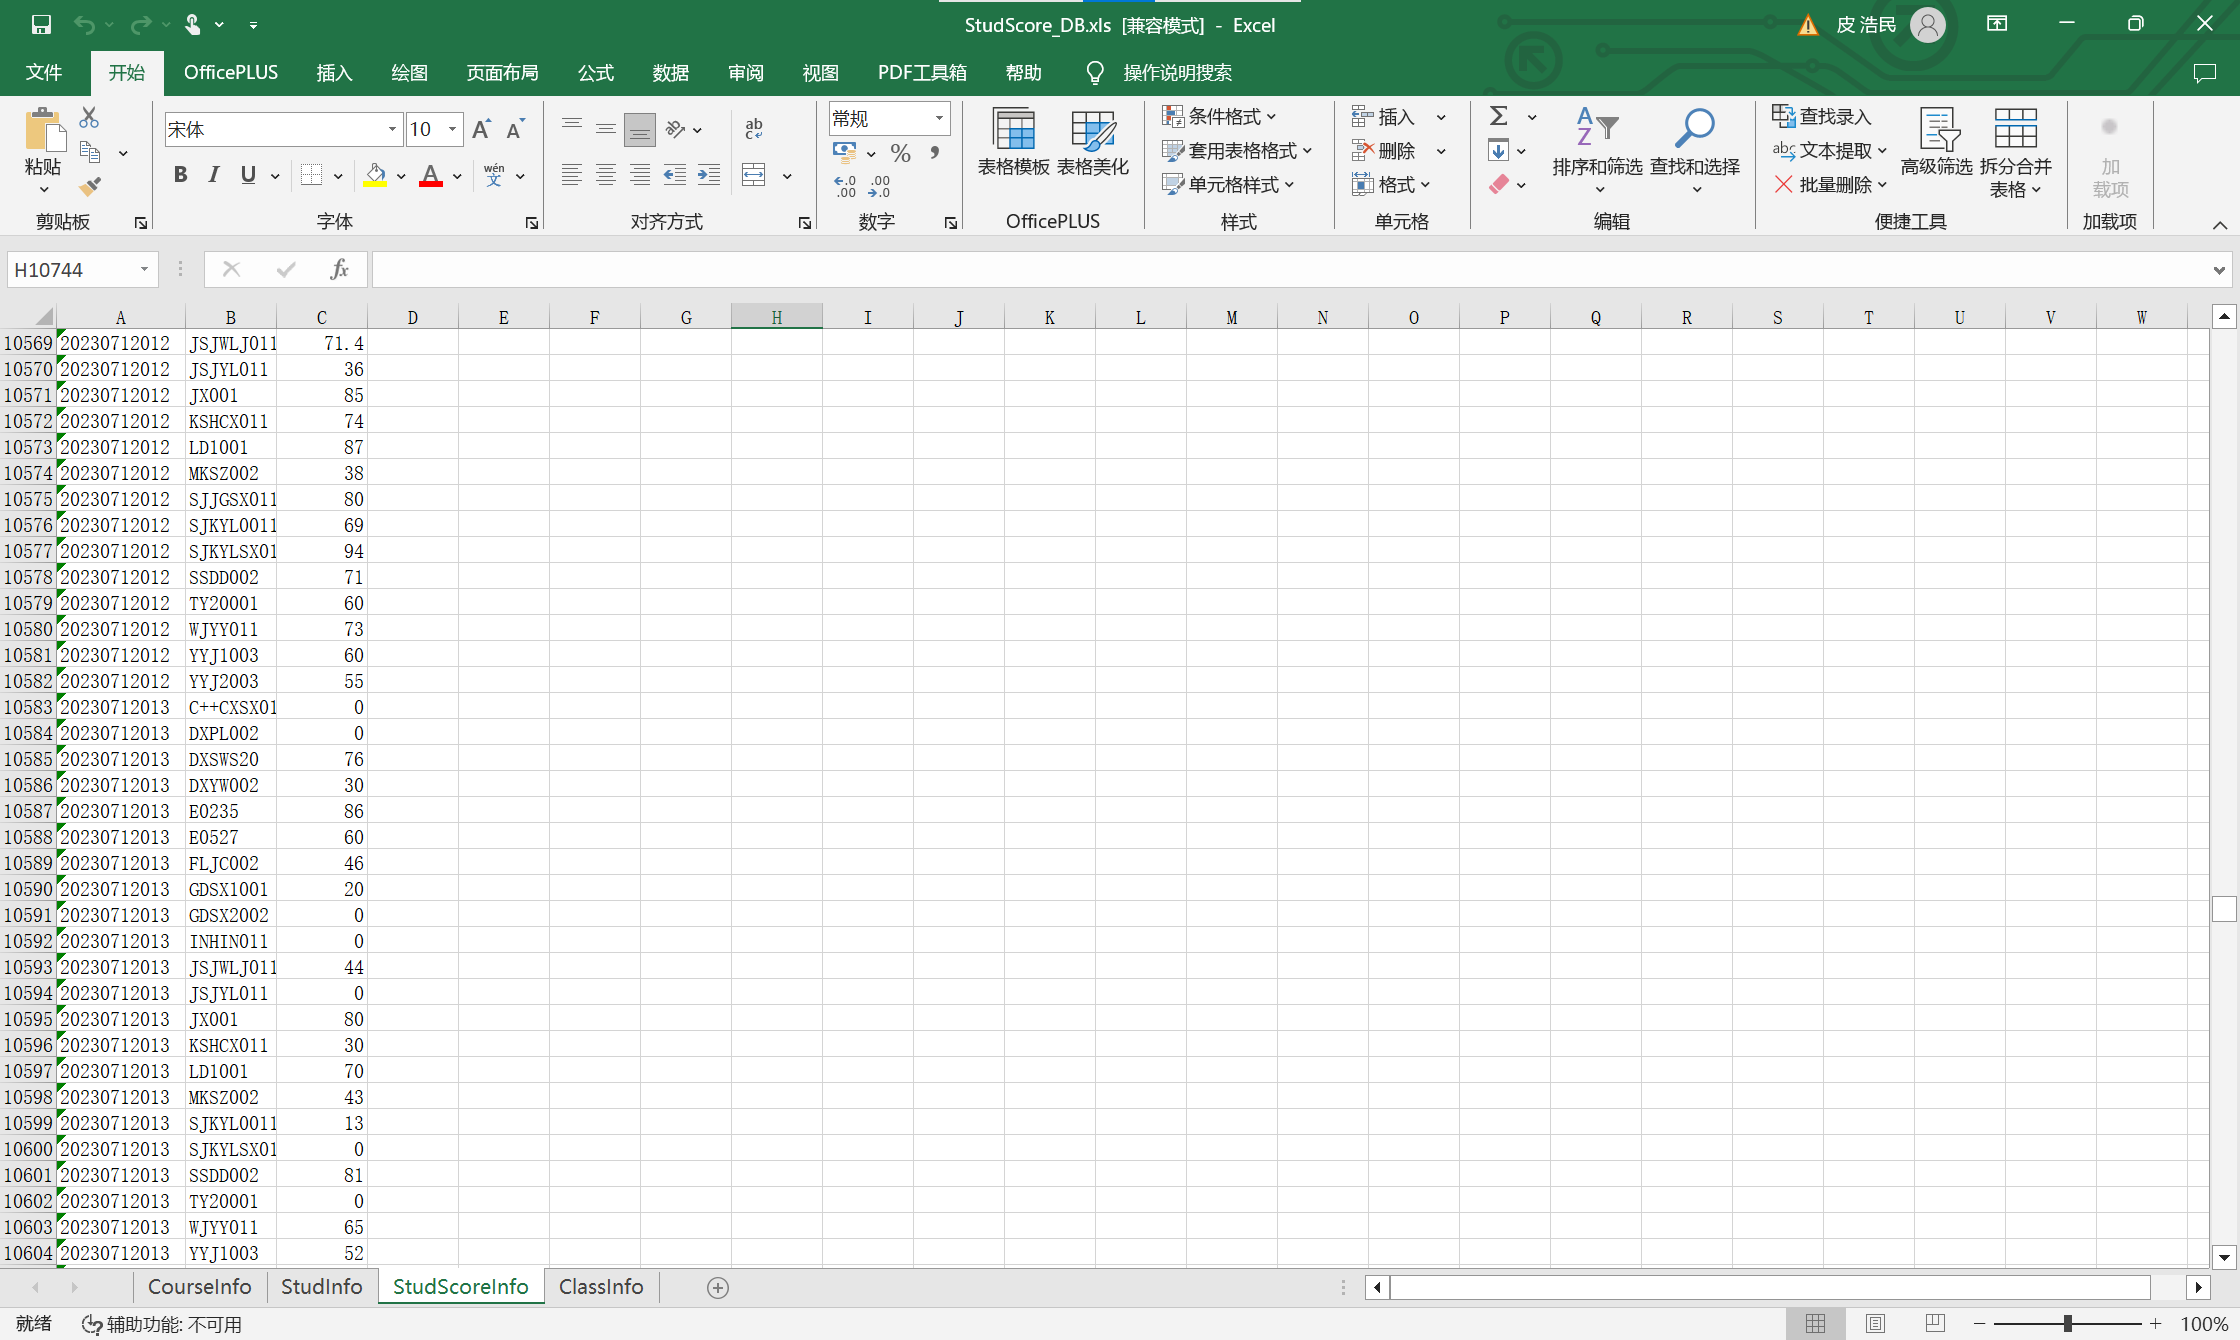 StudScore_DB.xls [兼容模式] - Excel
皮 浩民
文件 开始 OfficePLUS 插入 绘图 页面布局 公式 数据 审阅 视图 PDF工具箱 帮助 操作说明搜索
粘贴
剪贴板
宋体 10
B I U wén 文
字体
ab
对齐方式
常规
% ,
数字
表格模板 表格美化
OfficePLUS
条件格式
套用表格格式
单元格样式
样式
插入
删除
格式
单元格
Σ
排序和筛选 查找和选择
编辑
查找录入
文本提取
批量删除
高级筛选 拆分合并表格
便捷工具
加载项
加载项
H10744 fx
A B C D E F G H I J K L M N O P Q R S T U V W
10569 20230712012 JSJWLJ011 71.4
10570 20230712012 JSJYL011 36
10571 20230712012 JX001 85
10572 20230712012 KSHCX011 74
10573 20230712012 LD1001 87
10574 20230712012 MKSZ002 38
10575 20230712012 SJJGSX011 80
10576 20230712012 SJKYL0011 69
10577 20230712012 SJKYLSX01 94
10578 20230712012 SSDD002 71
10579 20230712012 TY20001 60
10580 20230712012 WJYY011 73
10581 20230712012 YYJ1003 60
10582 20230712012 YYJ2003 55
10583 20230712013 C++CXSX01 0
10584 20230712013 DXPL002 0
10585 20230712013 DXSWS20 76
10586 20230712013 DXYW002 30
10587 20230712013 E0235 86
10588 20230712013 E0527 60
10589 20230712013 FLJC002 46
10590 20230712013 GDSX1001 20
10591 20230712013 GDSX2002 0
10592 20230712013 INHIN011 0
10593 20230712013 JSJWLJ011 44
10594 20230712013 JSJYL011 0
10595 20230712013 JX001 80
10596 20230712013 KSHCX011 30
10597 20230712013 LD1001 70
10598 20230712013 MKSZ002 43
10599 20230712013 SJKYL0011 13
10600 20230712013 SJKYLSX01 0
10601 20230712013 SSDD002 81
10602 20230712013 TY20001 0
10603 20230712013 WJYY011 65
10604 20230712013 YYJ1003 52
CourseInfo StudInfo StudScoreInfo ClassInfo
就绪 辅助功能: 不可用 100%